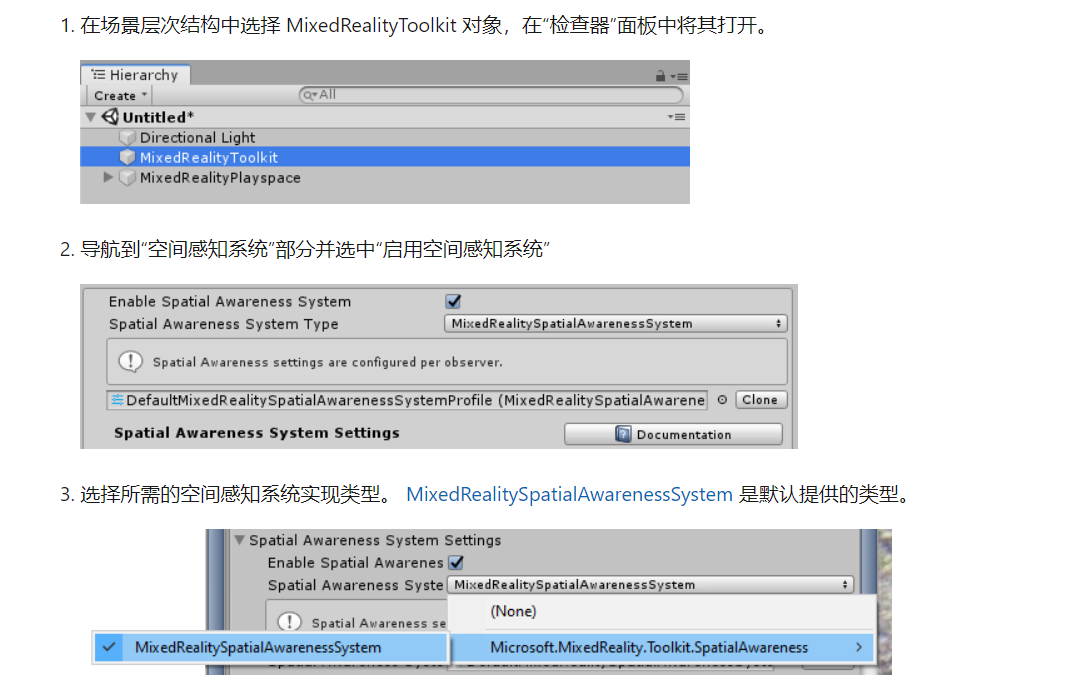 1. 在场景层次结构中选择 MixedRealityToolkit 对象，在“检查器”面板中将其打开。
Hierarchy
Create
All
Untitled*
Directional Light
MixedRealityToolkit
MixedRealityPlayspace
2. 导航到“空间感知系统”部分并选中“启用空间感知系统”
Enable Spatial Awareness System
Spatial Awareness System Type MixedRealitySpatialAwarenessSystem
Spatial Awareness settings are configured per observer.
DefaultMixedRealitySpatialAwarenessSystemProfile (MixedRealitySpatialAwarene Clone
Spatial Awareness System Settings Documentation
3. 选择所需的空间感知系统实现类型。 MixedRealitySpatialAwarenessSystem 是默认提供的类型。
Spatial Awareness System Settings
Enable Spatial Awarenes
Spatial Awareness Syste MixedRealitySpatialAwarenessSystem
(None)
Spatial Awareness se
MixedRealitySpatialAwarenessSystem Microsoft.MixedReality.Toolkit.SpatialAwareness